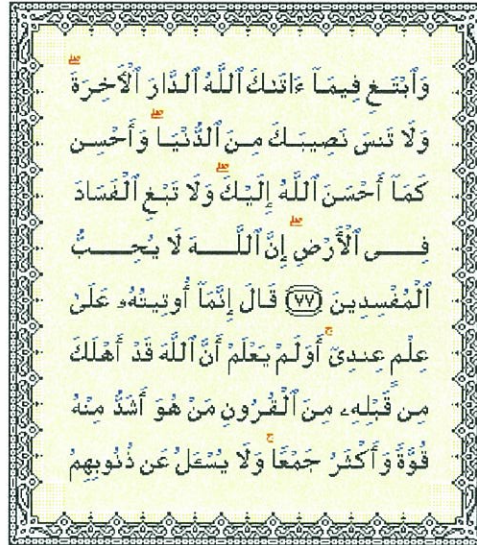 وَٱبْتَغِ فِيمَآ ءَاتَىٰكَ ٱللَّهُ ٱلدَّارَ ٱلْأَخِرَةَ ۖ
وَلَا تَنسَ نَصِيبَكَ مِنَ ٱلدُّنْيَا ۖ وَأَحْسِن
كَمَآ أَحْسَنَ ٱللَّهُ إِلَيْكَ ۖ وَلَا تَبْغِ ٱلْفَسَادَ
فِى ٱلْأَرْضِ ۖ إِنَّ ٱللَّهَ لَا يُحِبُّ
ٱلْمُفْسِدِينَ ﴿٧٧﴾ قَالَ إِنَّمَآ أُوتِيتُهُۥ عَلَىٰ
عِلْمٍ عِندِىٓ ۚ أَوَلَمْ يَعْلَمْ أَنَّ ٱللَّهَ قَدْ أَهْلَكَ
مِن قَبْلِهِۦ مِنَ ٱلْقُرُونِ مَنْ هُوَ أَشَدُّ مِنْهُ
قُوَّةً وَأَكْثَرُ جَمْعًا ۚ وَلَا يُسْـَٔلُ عَن ذُنُوبِهِمُ